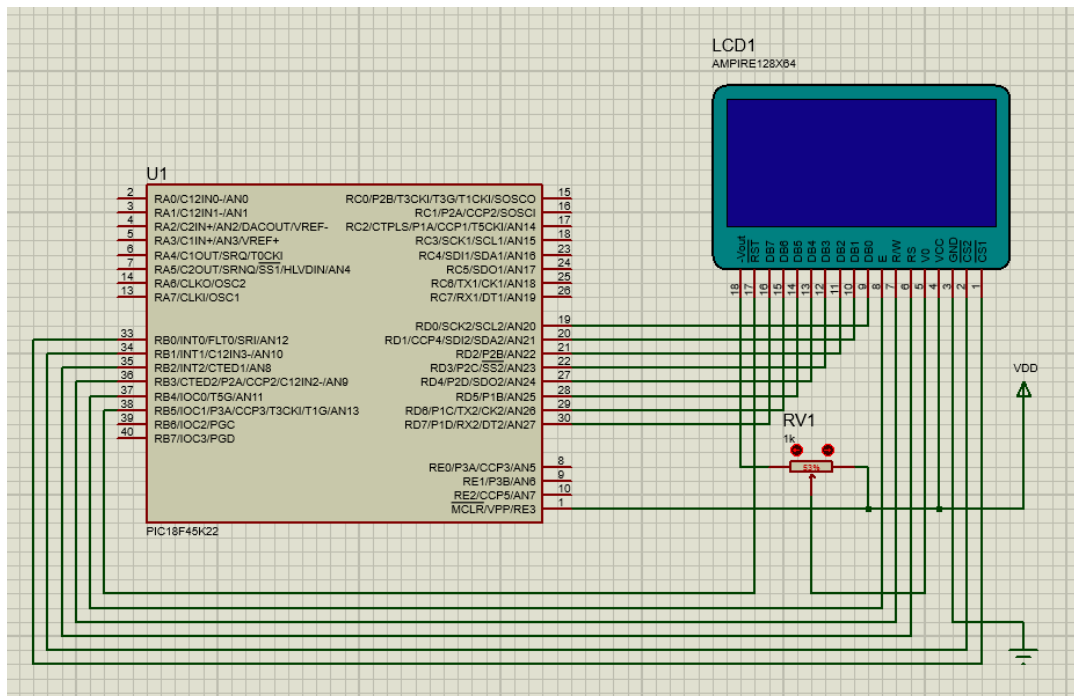 LCD1
AMPIRE128X64
-Vout
RST
DB7
DB6
DB5
DB4
DB3
DB2
DB1
DB0
E
R/W
RS
V0
VCC
GND
CS2
CS1
18
17
16
15
14
13
12
11
10
9
8
7
6
5
4
3
2
1
U1
2 RA0/C12IN0-/AN0
3 RA1/C12IN1-/AN1
4 RA2/C2IN+/AN2/DACOUT/VREF-
5 RA3/C1IN+/AN3/VREF+
6 RA4/C1OUT/SRQ/T0CKI
7 RA5/C2OUT/SRNQ/SS1/HLVDIN/AN4
14 RA6/CLKO/OSC2
13 RA7/CLKI/OSC1
33 RB0/INT0/FLT0/SRI/AN12
34 RB1/INT1/C12IN3-/AN10
35 RB2/INT2/CTED1/AN8
36 RB3/CTED2/P2A/CCP2/C12IN2-/AN9
37 RB4/IOC0/T5G/AN11
38 RB5/IOC1/P3A/CCP3/T3CKI/T1G/AN13
39 RB6/IOC2/PGC
40 RB7/IOC3/PGD
RC0/P2B/T3CKI/T3G/T1CKI/SOSCO 15
RC1/P2A/CCP2/SOSCI 16
RC2/CTPLS/P1A/CCP1/T5CKI/AN14 17
RC3/SCK1/SCL1/AN15 18
RC4/SDI1/SDA1/AN16 23
RC5/SDO1/AN17 24
RC6/TX1/CK1/AN18 25
RC7/RX1/DT1/AN19 26
RD0/SCK2/SCL2/AN20 19
RD1/CCP4/SDI2/SDA2/AN21 20
RD2/P2B/AN22 21
RD3/P2C/SS2/AN23 22
RD4/P2D/SDO2/AN24 27
RD5/P1B/AN25 28
RD6/P1C/TX2/CK2/AN26 29
RD7/P1D/RX2/DT2/AN27 30
RE0/P3A/CCP3/AN5 8
RE1/P3B/AN6 9
RE2/CCP5/AN7 10
MCLR/VPP/RE3 1
PIC18F45K22
VDD
RV1
1k
53%